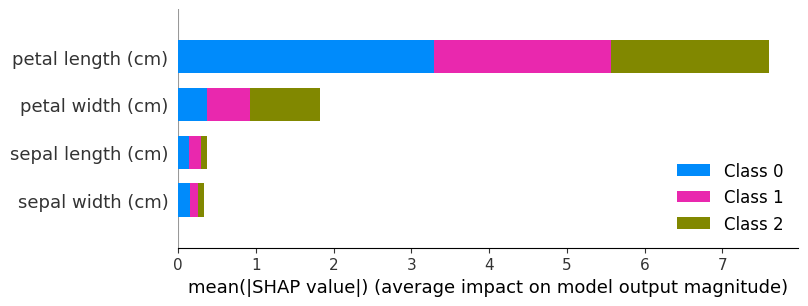 petal length (cm)
petal width (cm)
sepal length (cm)
sepal width (cm)
Class 0
Class 1
Class 2
0 1 2 3 4 5 6 7
mean(|SHAP value|) (average impact on model output magnitude)